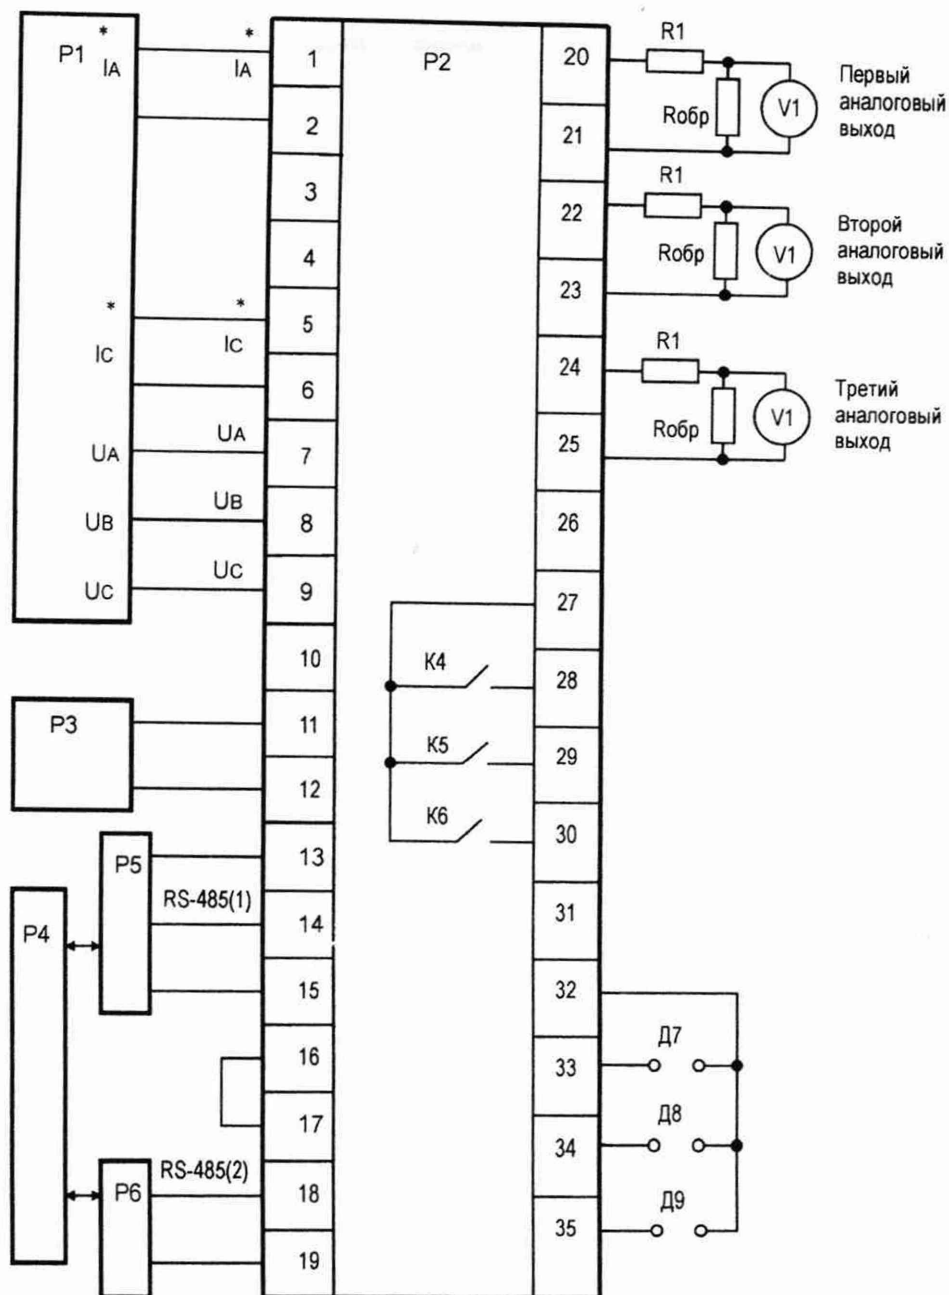 P1
*
IA
*
IA
1
2
3
4
*
IC
*
IC
5
6
UA
UA
7
UB
UB
8
UC
UC
9
10
P3
11
12
P4
P5
RS-485(1)
13
14
15
16
17
P6
RS-485(2)
18
19
P2
K4
K5
K6
20
21
22
23
24
25
26
27
28
29
30
31
32
33
34
35
R1
Rобр
V1
Первый
аналоговый
выход
R1
Rобр
V1
Второй
аналоговый
выход
R1
Rобр
V1
Третий
аналоговый
выход
Д7
Д8
Д9